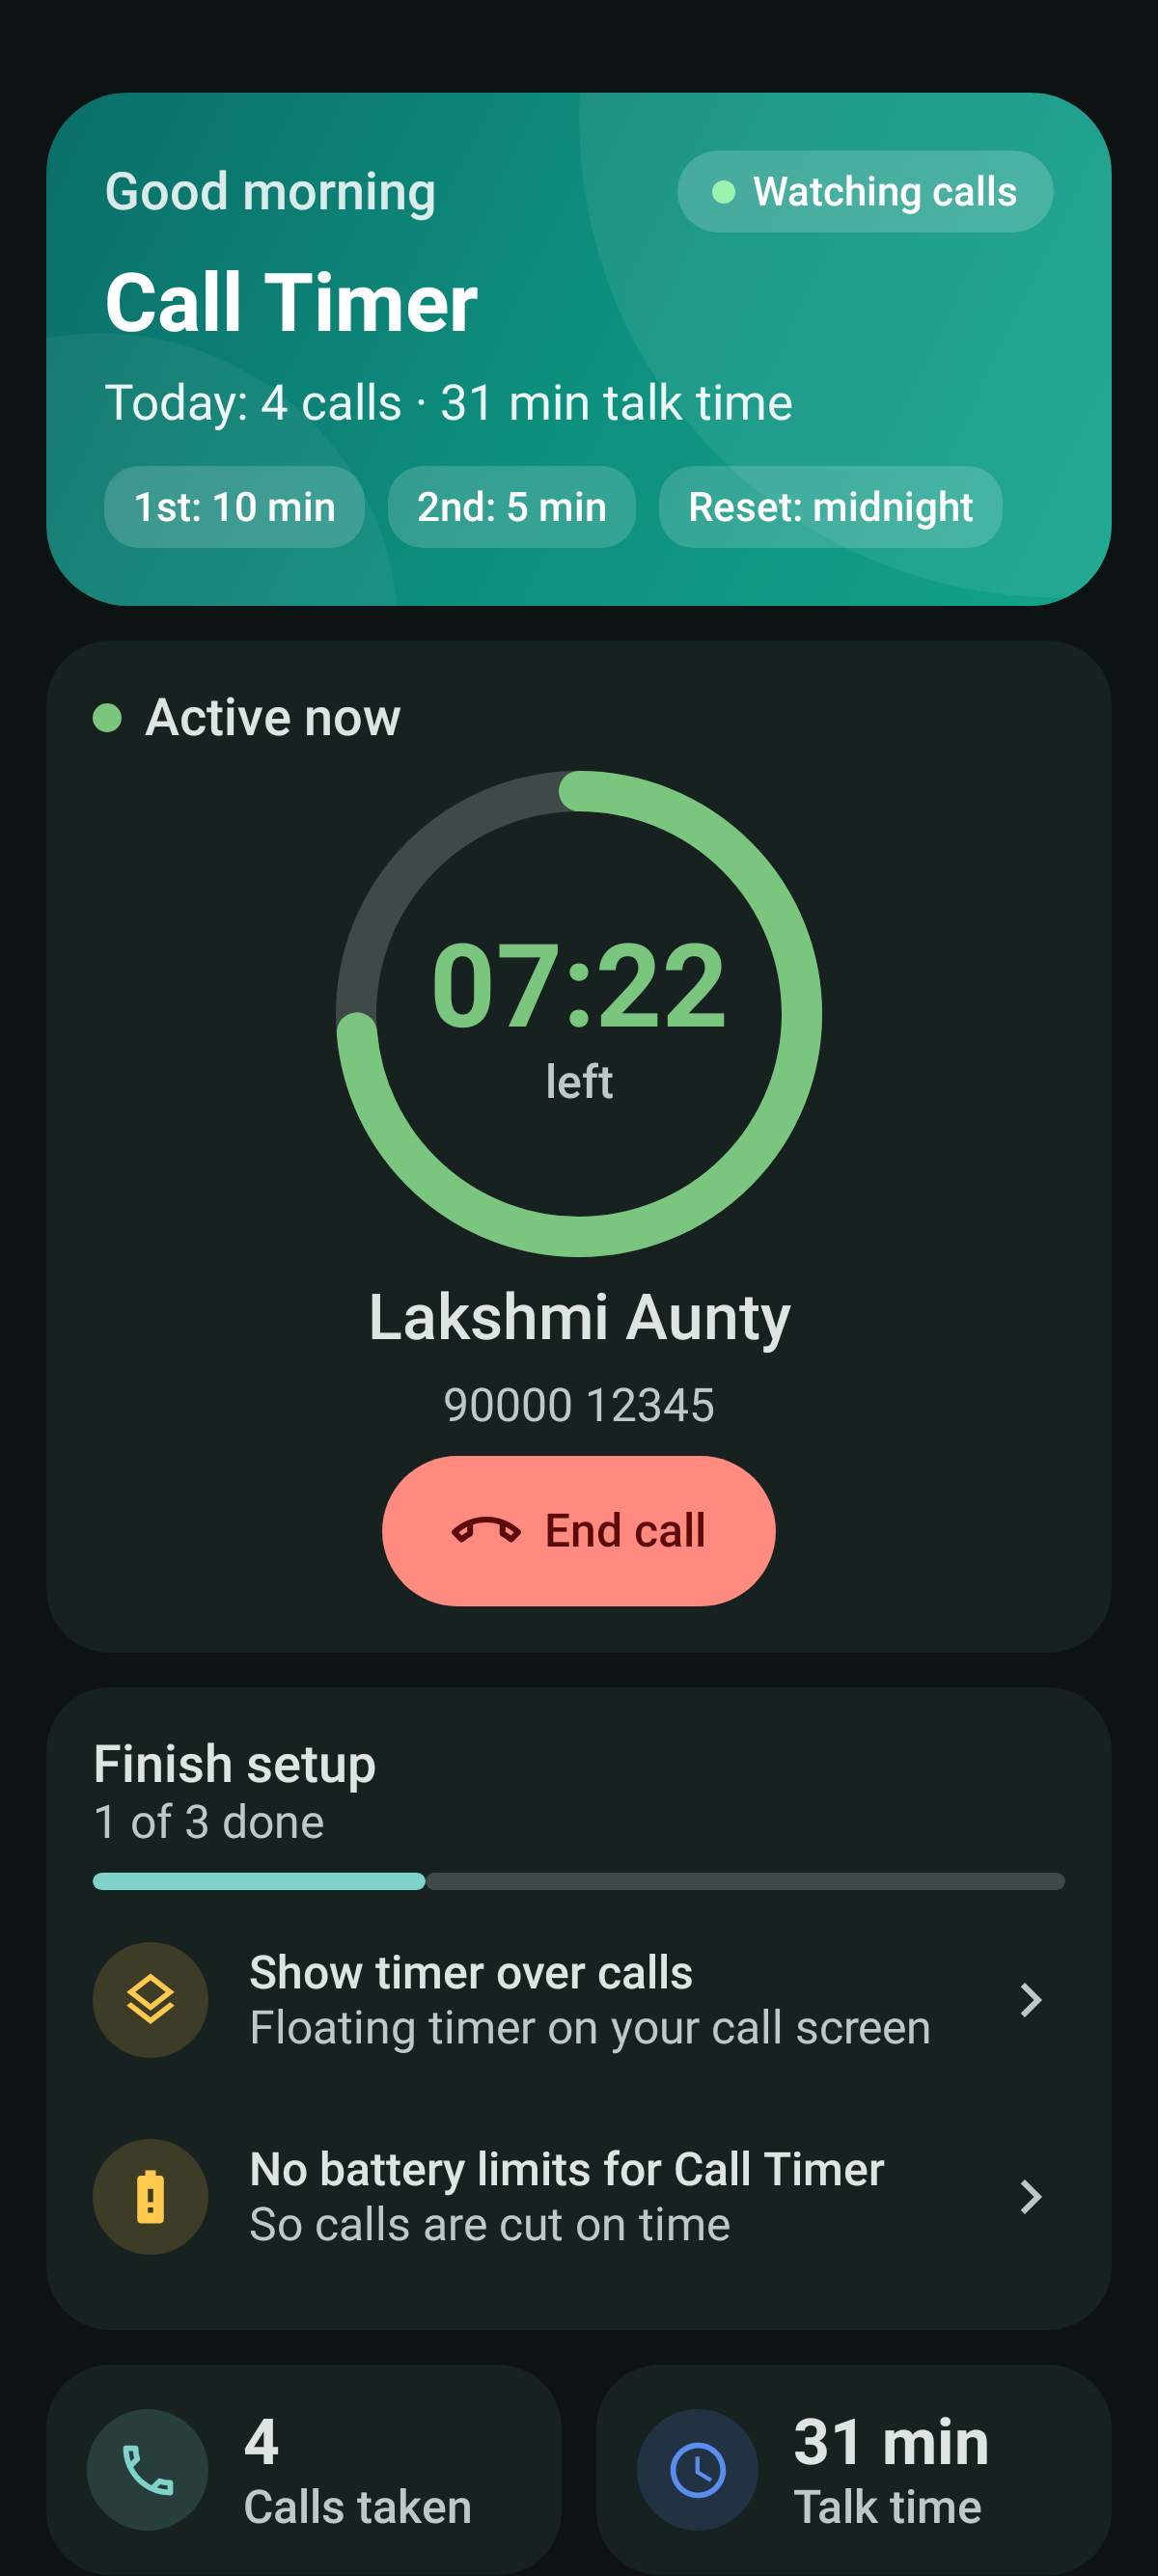 Good morning
Watching calls
Call Timer
Today: 4 calls · 31 min talk time
1st: 10 min
2nd: 5 min
Reset: midnight
Active now
07:22
left
Lakshmi Aunty
90000 12345
End call
Finish setup
1 of 3 done
Show timer over calls
Floating timer on your call screen
No battery limits for Call Timer
So calls are cut on time
4
Calls taken
31 min
Talk time